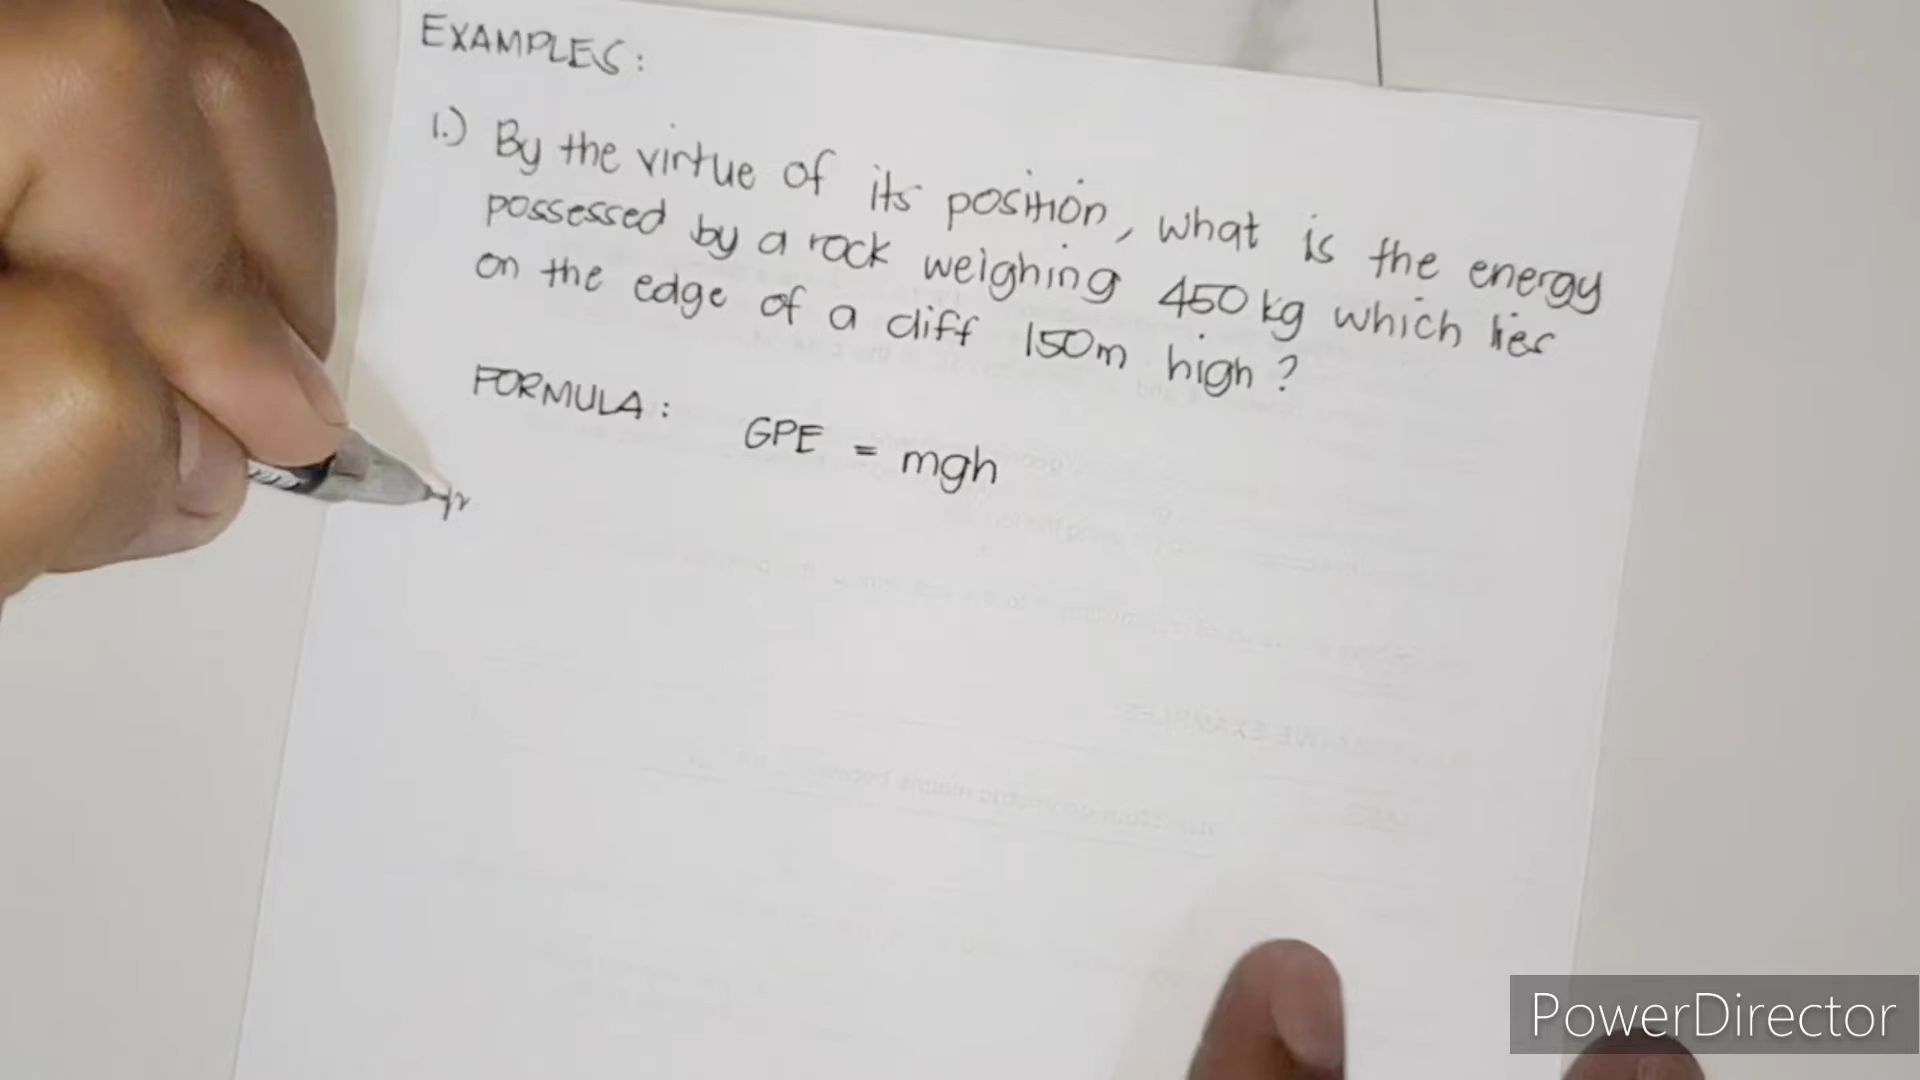 EXAMPLES:
1.) By the virtue of its position, what is the energy
possessed by a rock weighing 450 kg which lies
on the edge of a cliff 150m high?
FORMULA:
GPE = mgh
PowerDirector